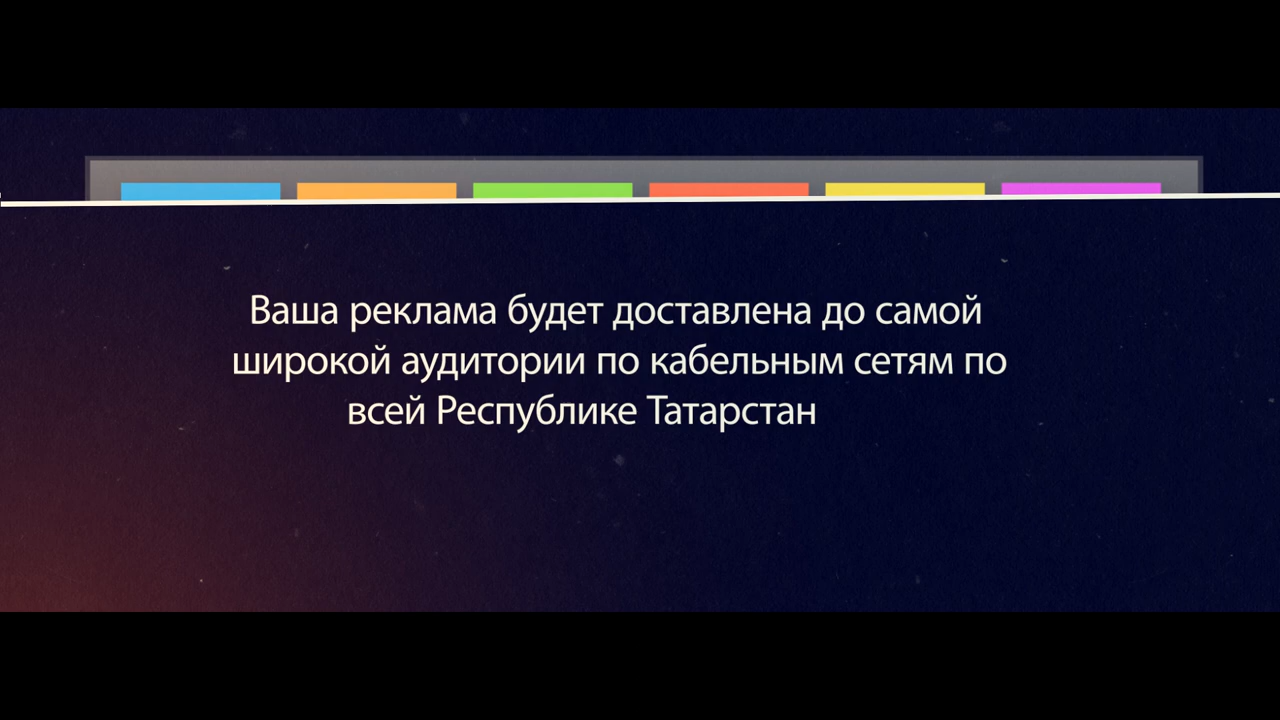 Ваша реклама будет доставлена до самой
широкой аудитории по кабельным сетям по
всей Республике Татарстан